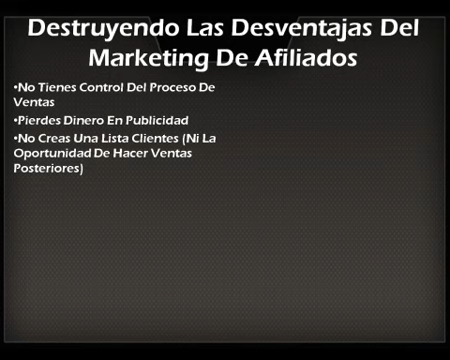 Destruyendo Las Desventajas Del
Marketing De Afiliados
•No Tienes Control Del Proceso De
Ventas
•Pierdes Dinero En Publicidad
•No Creas Una Lista Clientes (Ni La
Oportunidad De Hacer Ventas
Posteriores)